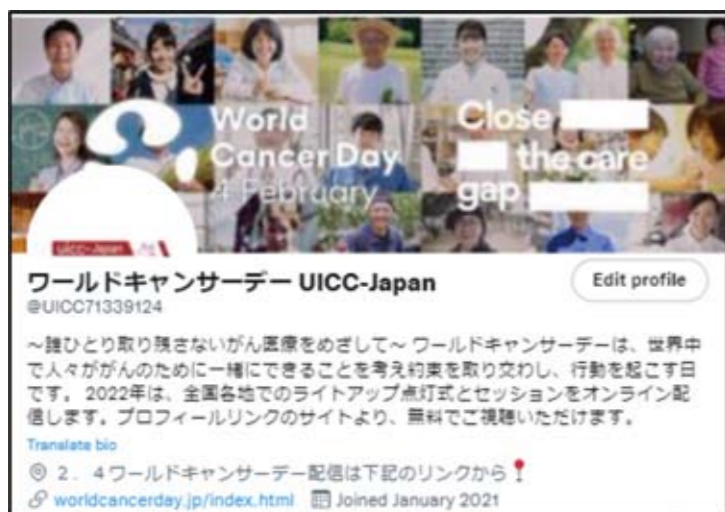 World
Cancer Day
4 February
Close
the care
gap
UICC-Japan
ワールドキャンサーデー UICC-Japan
Edit profile
@UICC71339124
～誰ひとり取り残さないがん医療をめざして～ ワールドキャンサーデーは、世界中
で人々ががんのために一緒にできることを考え約束を取り交わし、行動を起こす日
です。 2022年は、全国各地でのライトアップ点灯式とセッションをオンライン配
信します。プロフィールリンクのサイトより、無料でご視聴いただけます。
Translate bio
２．４ワールドキャンサーデー配信は下記のリンクから
worldcancerday.jp/index.html Joined January 2021